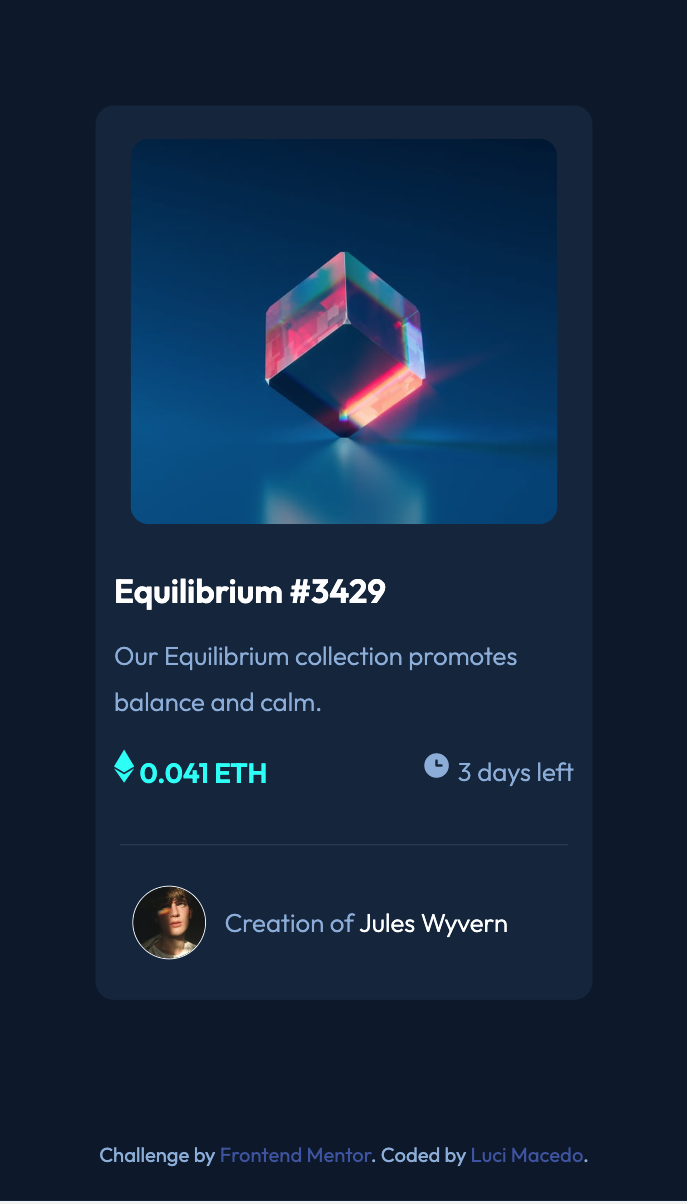 Equilibrium #3429
Our Equilibrium collection promotes
balance and calm.
0.041 ETH
3 days left
Creation of Jules Wyvern
Challenge by Frontend Mentor. Coded by Luci Macedo.